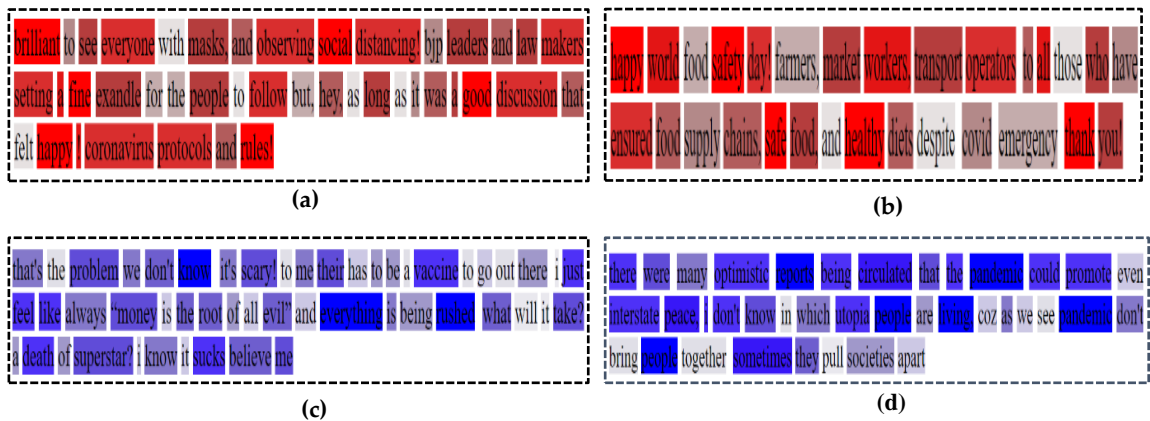 brilliant to see everyone with masks, and observing social distancing! bjp leaders and law makers
setting a fine exandle for the people to follow but, hey, as long as it was a good discussion that
felt happy ! coronavirus protocols and rules!
(a)
happy world food safety day! farmers, market workers, transport operators to all those who have
ensured food supply chains, safe food, and healthy diets despite covid emergency thank you!
(b)
that's the problem we don't know it's scary! to me their has to be a vaccine to go out there i just
feel like always “money is the root of all evil” and everything is being rushed what will it take?
a death of superstar? i know it sucks believe me
(c)
there were many optimistic reports being circulated that the pandemic could promote even
interstate peace, i don't know in which utopia people are living, coz as we see pandemic don't
bring people together sometimes they pull societies apart
(d)